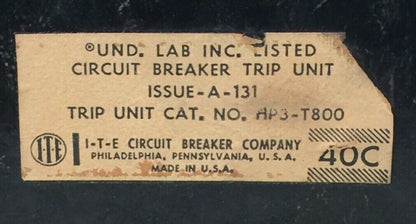 ®UND. LAB INC. LISTED
CIRCUIT BREAKER TRIP UNIT
ISSUE-A-131
TRIP UNIT CAT. NO. HP3-T800
I-T-E
I-T-E CIRCUIT BREAKER COMPANY
PHILADELPHIA, PENNSYLVANIA, U.S.A.
MADE IN U.S.A.
40C